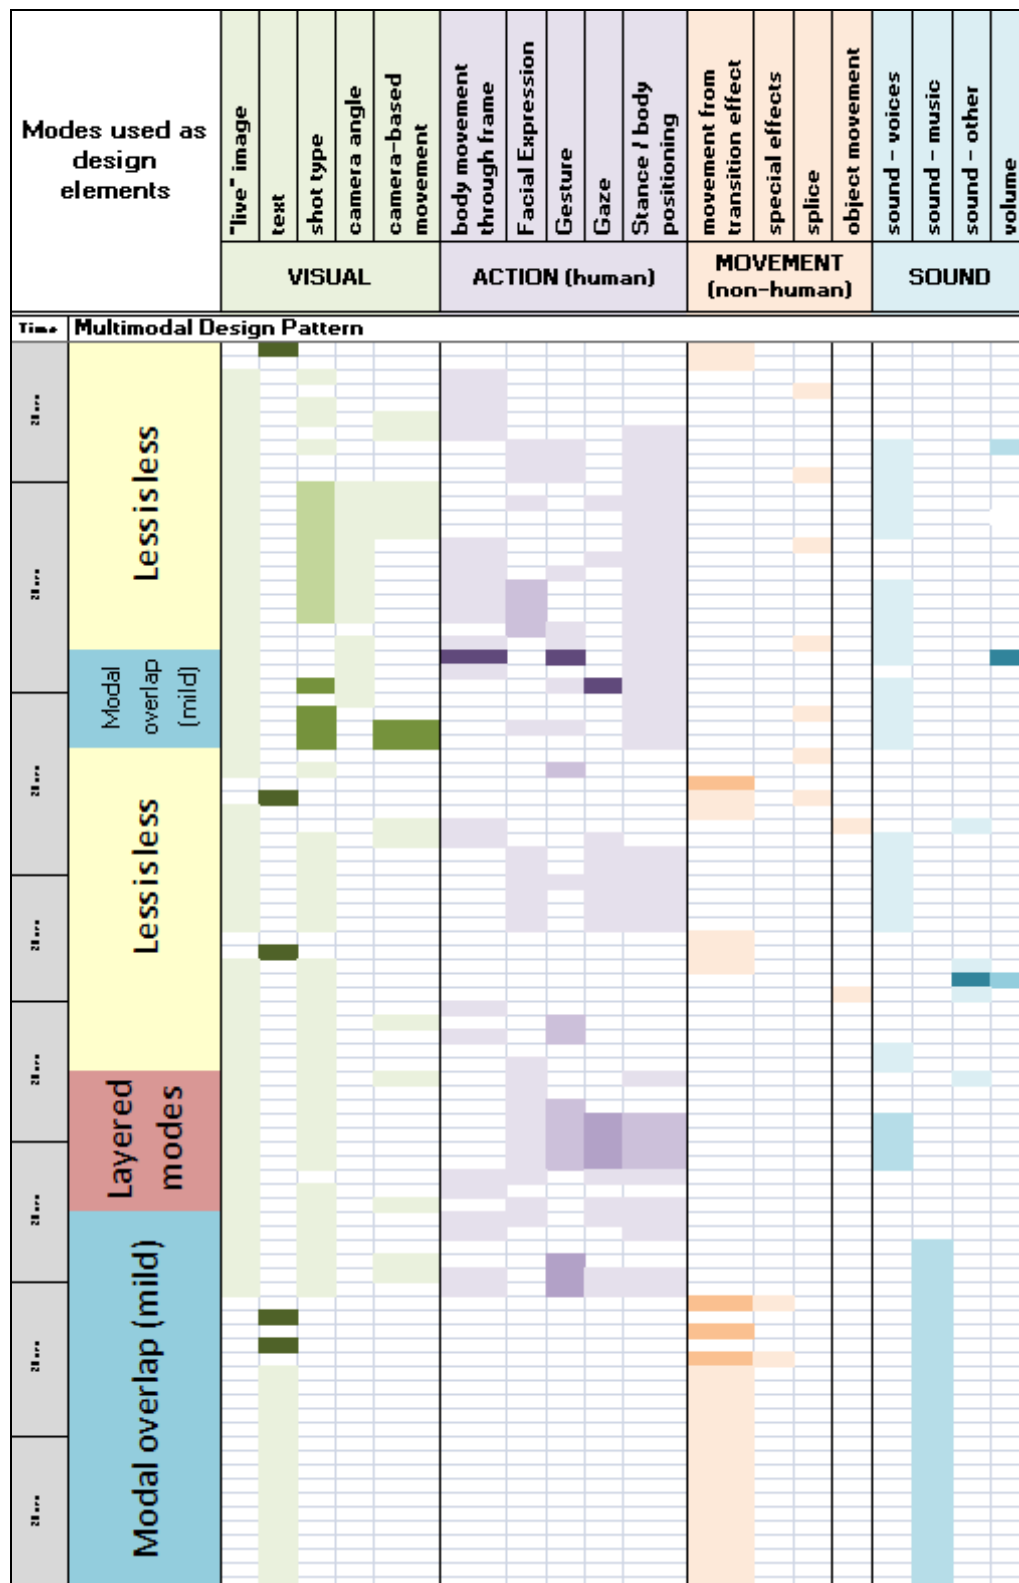 Modes used as
design
elements
"live" image
text
shot type
camera angle
camera-based
movement
body movement
through frame
Facial Expression
Gesture
Gaze
Stance / body
positioning
movement from
transition effect
special effects
splice
object movement
sound - voices
sound - music
sound - other
volume
VISUAL
ACTION (human)
MOVEMENT
(non-human)
SOUND
Time
Multimodal Design Pattern
Lessisless
Modal
overlap
(mild)
Lessisless
Layered
modes
Modal overlap (mild)